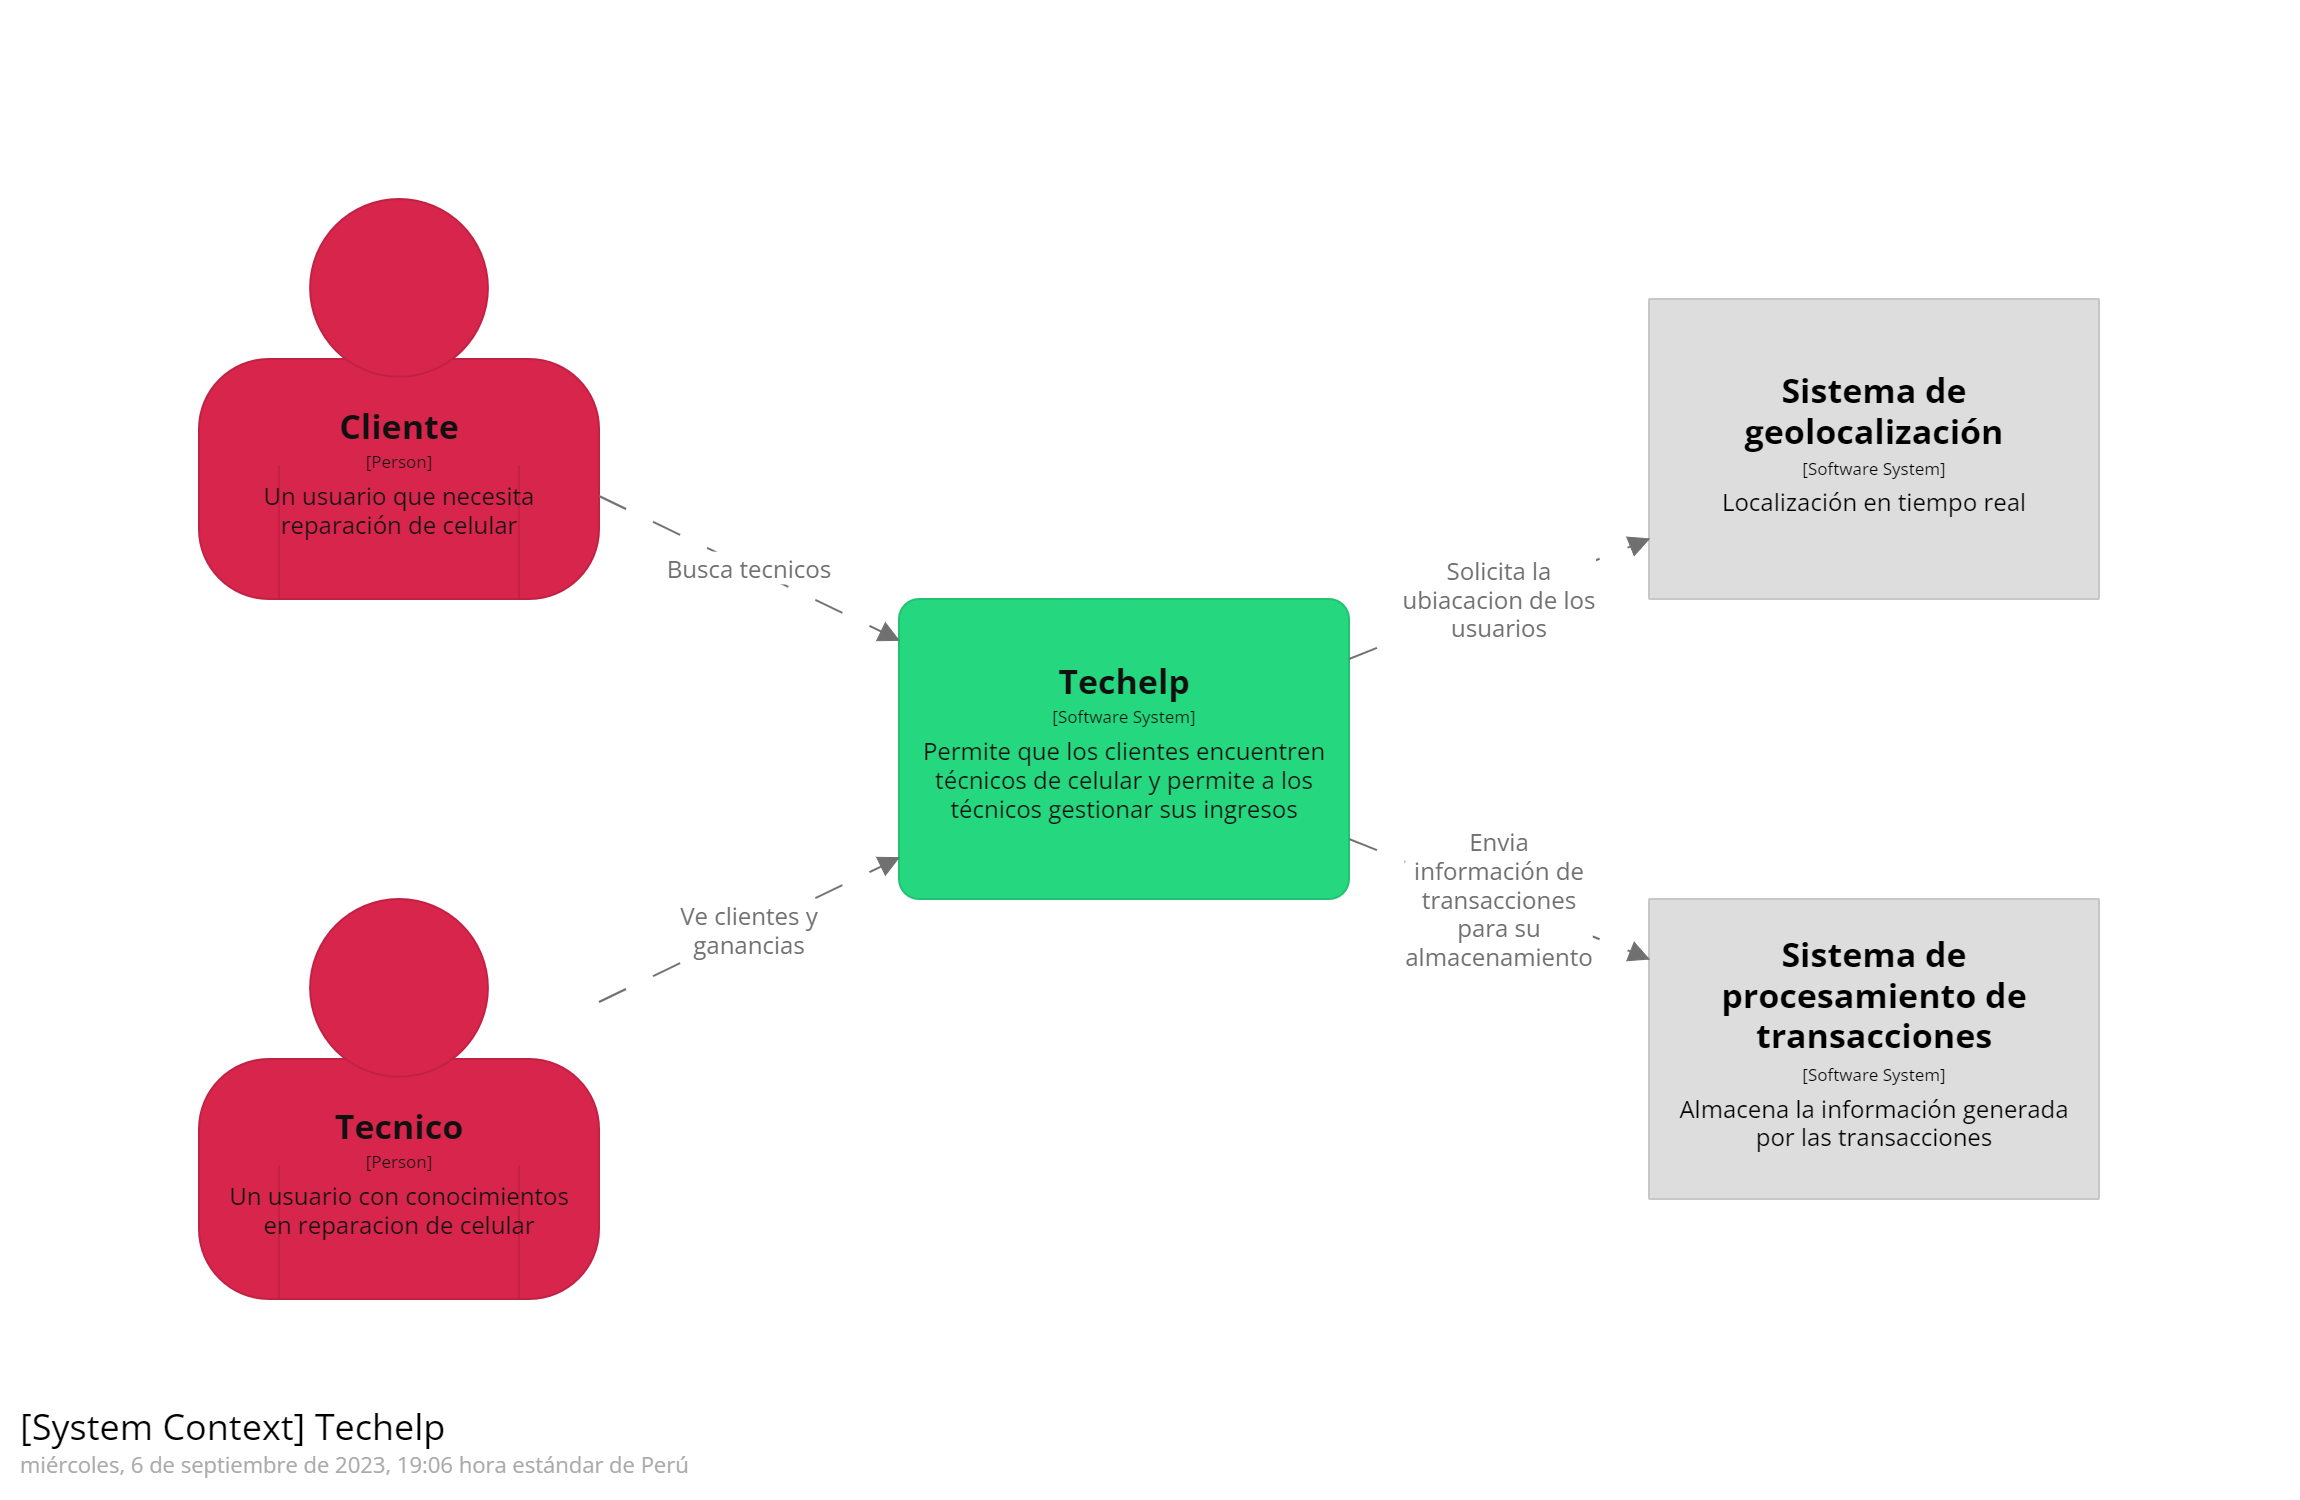 Cliente
[Person]
Un usuario que necesita
reparación de celular
Busca tecnicos
Tecnico
[Person]
Un usuario con conocimientos
en reparacion de celular
Ve clientes y
ganancias
Techelp
[Software System]
Permite que los clientes encuentren
técnicos de celular y permite a los
técnicos gestionar sus ingresos
Solicita la
ubiacacion de los
usuarios
Envia
información de
transacciones
para su
almacenamiento
Sistema de
geolocalización
[Software System]
Localización en tiempo real
Sistema de
procesamiento de
transacciones
[Software System]
Almacena la información generada
por las transacciones
[System Context] Techelp
miércoles, 6 de septiembre de 2023, 19:06 hora estándar de Perú